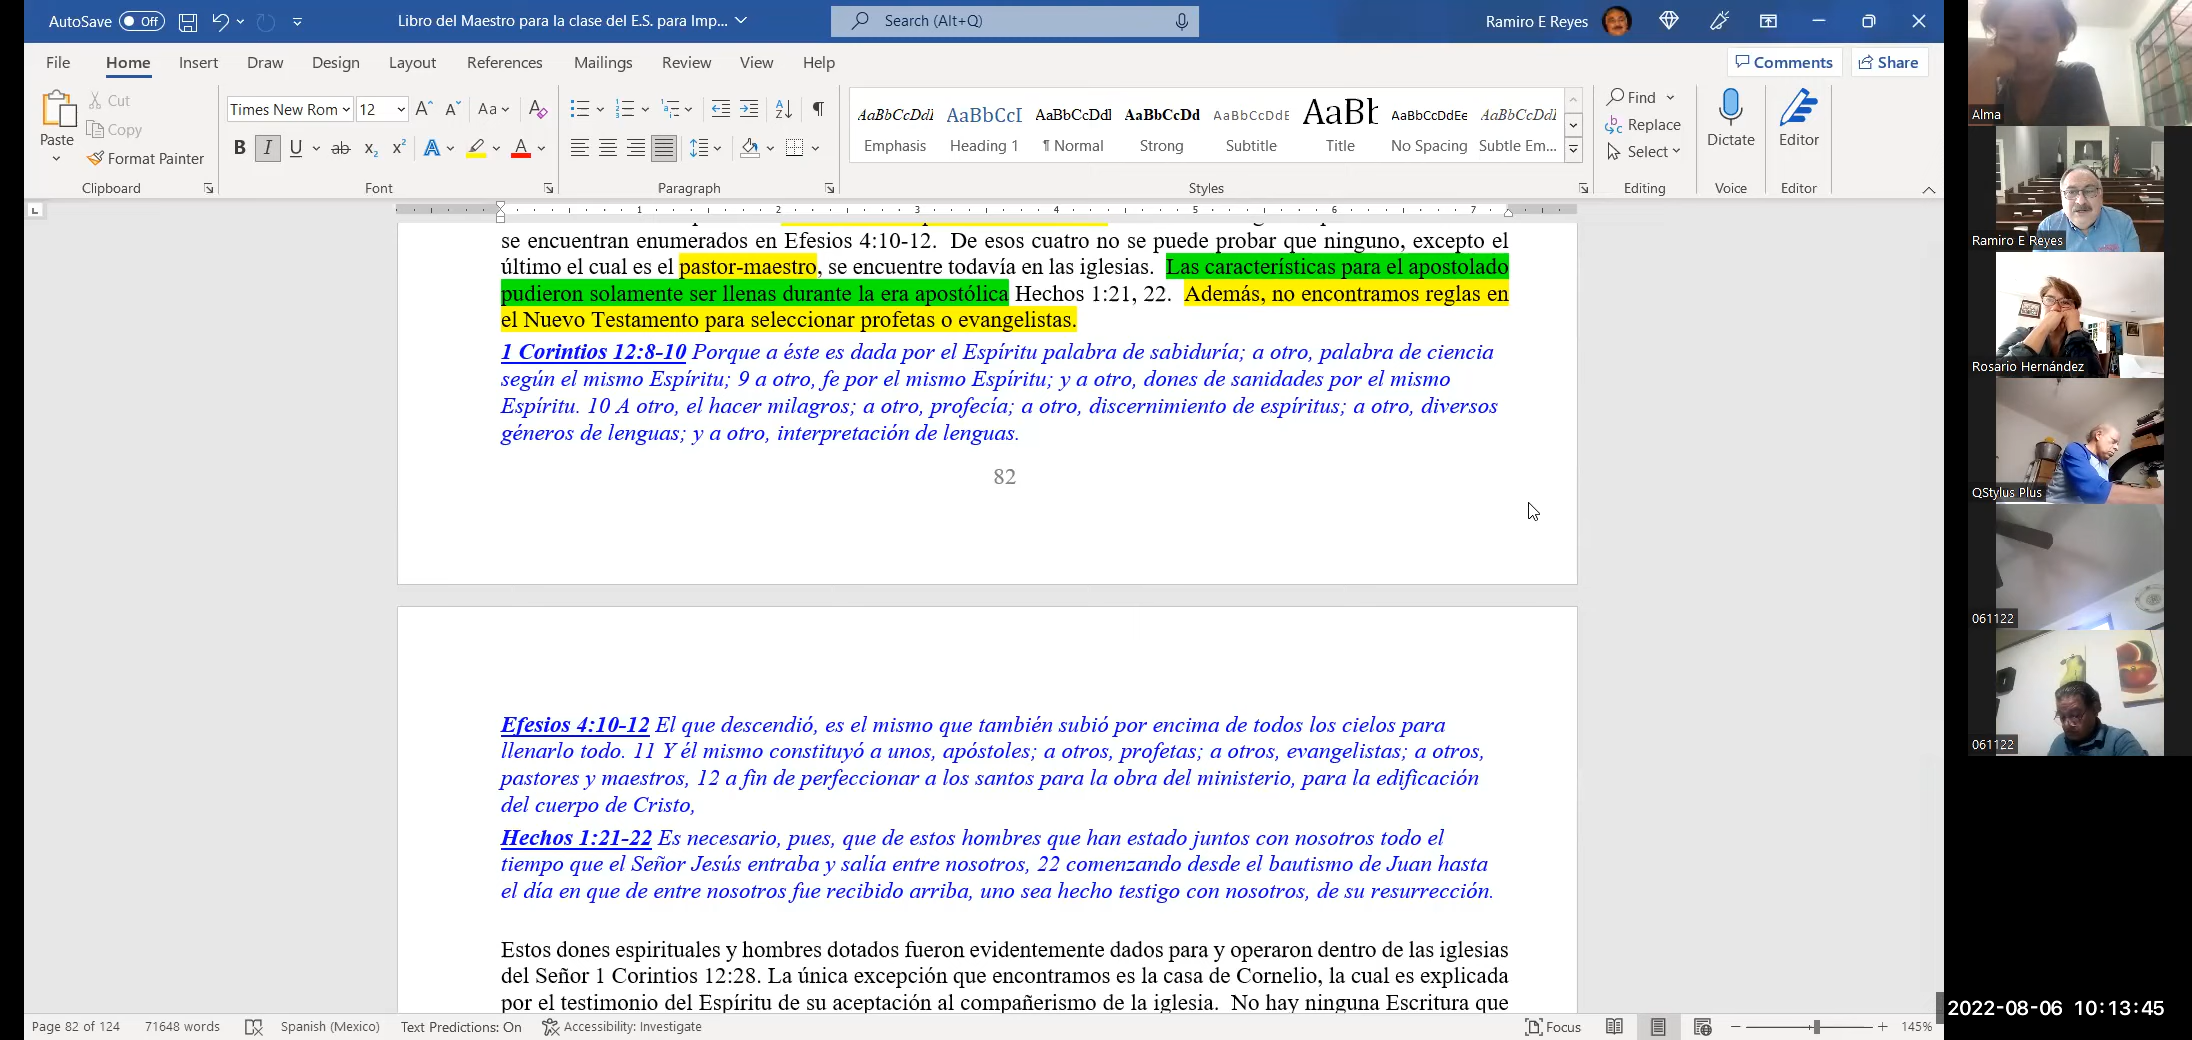 AutoSave Off Libro del Maestro para la clase del E.S. para Imp... Search (Alt+Q) Ramiro E Reyes
File Home Insert Draw Design Layout References Mailings Review View Help Comments Share
Cut
Copy
Paste
Format Painter
Clipboard
Times New Rom 12
Font
Paragraph
AaBbCcDdI AaBbCcI AaBbCcDdI AaBbCcDd AaBbCcDdE AaBb AaBbCcDdEe AaBbCcDdI
Emphasis Heading 1 ¶ Normal Strong Subtitle Title No Spacing Subtle Em...
Styles
Find
Replace
Select
Editing
Dictate
Voice
Editor
Editor
1 2 3 4 5 6 7
se encuentran enumerados en Efesios 4:10-12. De esos cuatro no se puede probar que ninguno, excepto el
último el cual es el pastor-maestro, se encuentre todavía en las iglesias. Las características para el apostolado
pudieron solamente ser llenas durante la era apostólica Hechos 1:21, 22. Además, no encontramos reglas en
el Nuevo Testamento para seleccionar profetas o evangelistas.
1 Corintios 12:8-10 Porque a éste es dada por el Espíritu palabra de sabiduría; a otro, palabra de ciencia
según el mismo Espíritu; 9 a otro, fe por el mismo Espíritu; y a otro, dones de sanidades por el mismo
Espíritu. 10 A otro, el hacer milagros; a otro, profecía; a otro, discernimiento de espíritus; a otro, diversos
géneros de lenguas; y a otro, interpretación de lenguas.
82
Efesios 4:10-12 El que descendió, es el mismo que también subió por encima de todos los cielos para
llenarlo todo. 11 Y él mismo constituyó a unos, apóstoles; a otros, profetas; a otros, evangelistas; a otros,
pastores y maestros, 12 a fin de perfeccionar a los santos para la obra del ministerio, para la edificación
del cuerpo de Cristo,
Hechos 1:21-22 Es necesario, pues, que de estos hombres que han estado juntos con nosotros todo el
tiempo que el Señor Jesús entraba y salía entre nosotros, 22 comenzando desde el bautismo de Juan hasta
el día en que de entre nosotros fue recibido arriba, uno sea hecho testigo con nosotros, de su resurrección.
Estos dones espirituales y hombres dotados fueron evidentemente dados para y operaron dentro de las iglesias
del Señor 1 Corintios 12:28. La única excepción que encontramos es la casa de Cornelio, la cual es explicada
por el testimonio del Espíritu de su aceptación al compañerismo de la iglesia. No hay ninguna Escritura que
Page 82 of 124 71648 words Spanish (Mexico) Text Predictions: On Accessibility: Investigate Focus 145%
Alma
Ramiro E Reyes
Rosario Hernández
QStylus Plus
061122
061122
2022-08-06 10:13:45